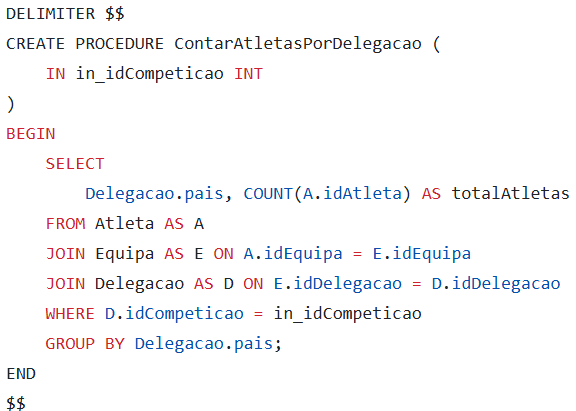 DELIMITER $$
CREATE PROCEDURE ContarAtletasPorDelegacao (
    IN in_idCompeticao INT
)
BEGIN
    SELECT
        Delegacao.pais, COUNT(A.idAtleta) AS totalAtletas
    FROM Atleta AS A
    JOIN Equipa AS E ON A.idEquipa = E.idEquipa
    JOIN Delegacao AS D ON E.idDelegacao = D.idDelegacao
    WHERE D.idCompeticao = in_idCompeticao
    GROUP BY Delegacao.pais;
END
$$